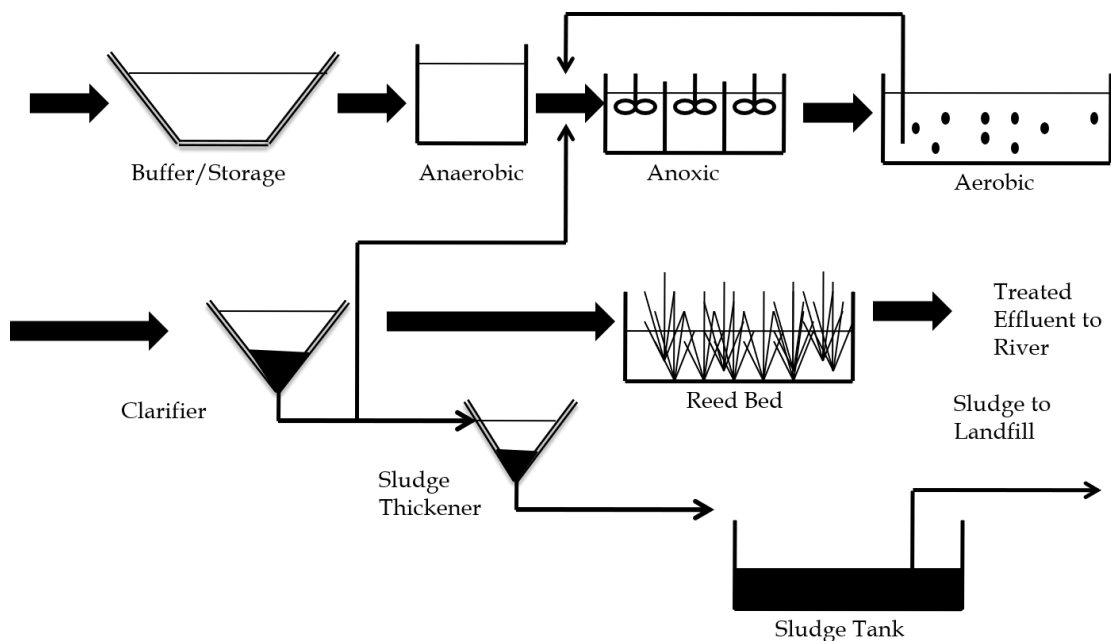 Buffer/Storage
Anaerobic
Anoxic
Aerobic
Treated
Effluent to
River
Clarifier
Reed Bed
Sludge to
Landfill
Sludge
Thickener
Sludge Tank